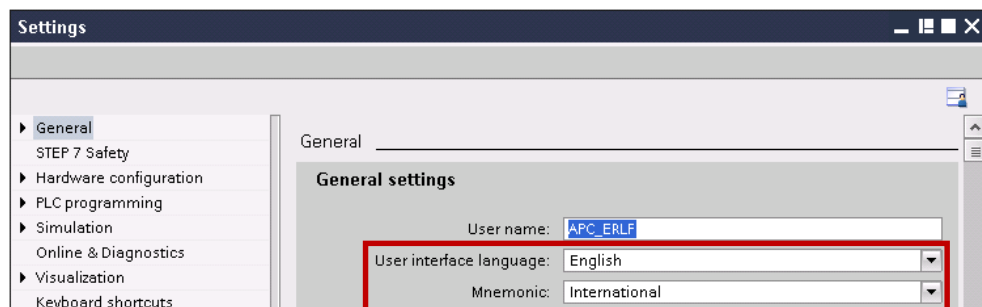 Settings
General
STEP 7 Safety
Hardware configuration
PLC programming
Simulation
Online & Diagnostics
Visualization
Keyboard shortcuts
General
General settings
User name: APC_ERLF
User interface language: English
Mnemonic: International